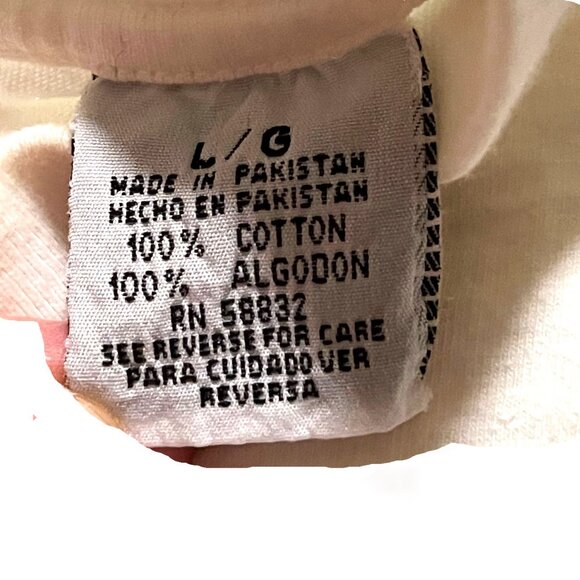 L / G
MADE IN PAKISTAN
HECHO EN PAKISTAN
100% COTTON
100% ALGODON
RN 58832
SEE REVERSE FOR CARE
PARA CUIDADO VER
REVERSA